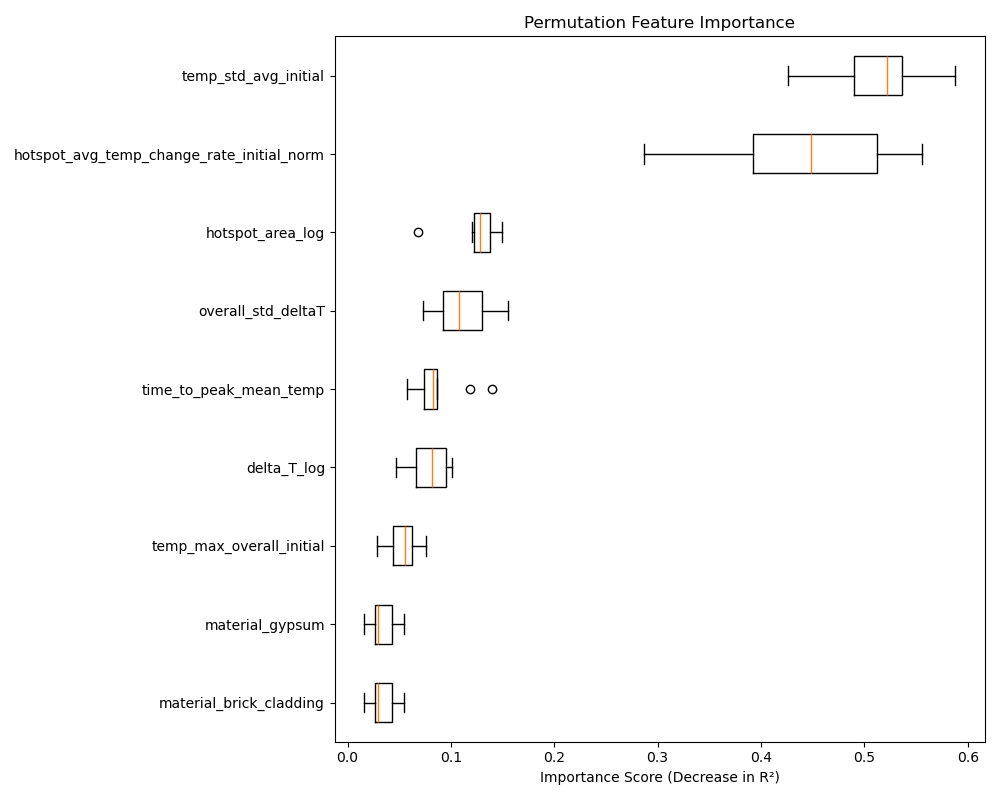 Permutation Feature Importance
temp_std_avg_initial
hotspot_avg_temp_change_rate_initial_norm
hotspot_area_log
overall_std_deltaT
time_to_peak_mean_temp
delta_T_log
temp_max_overall_initial
material_gypsum
material_brick_cladding
0.0 0.1 0.2 0.3 0.4 0.5 0.6
Importance Score (Decrease in R²)